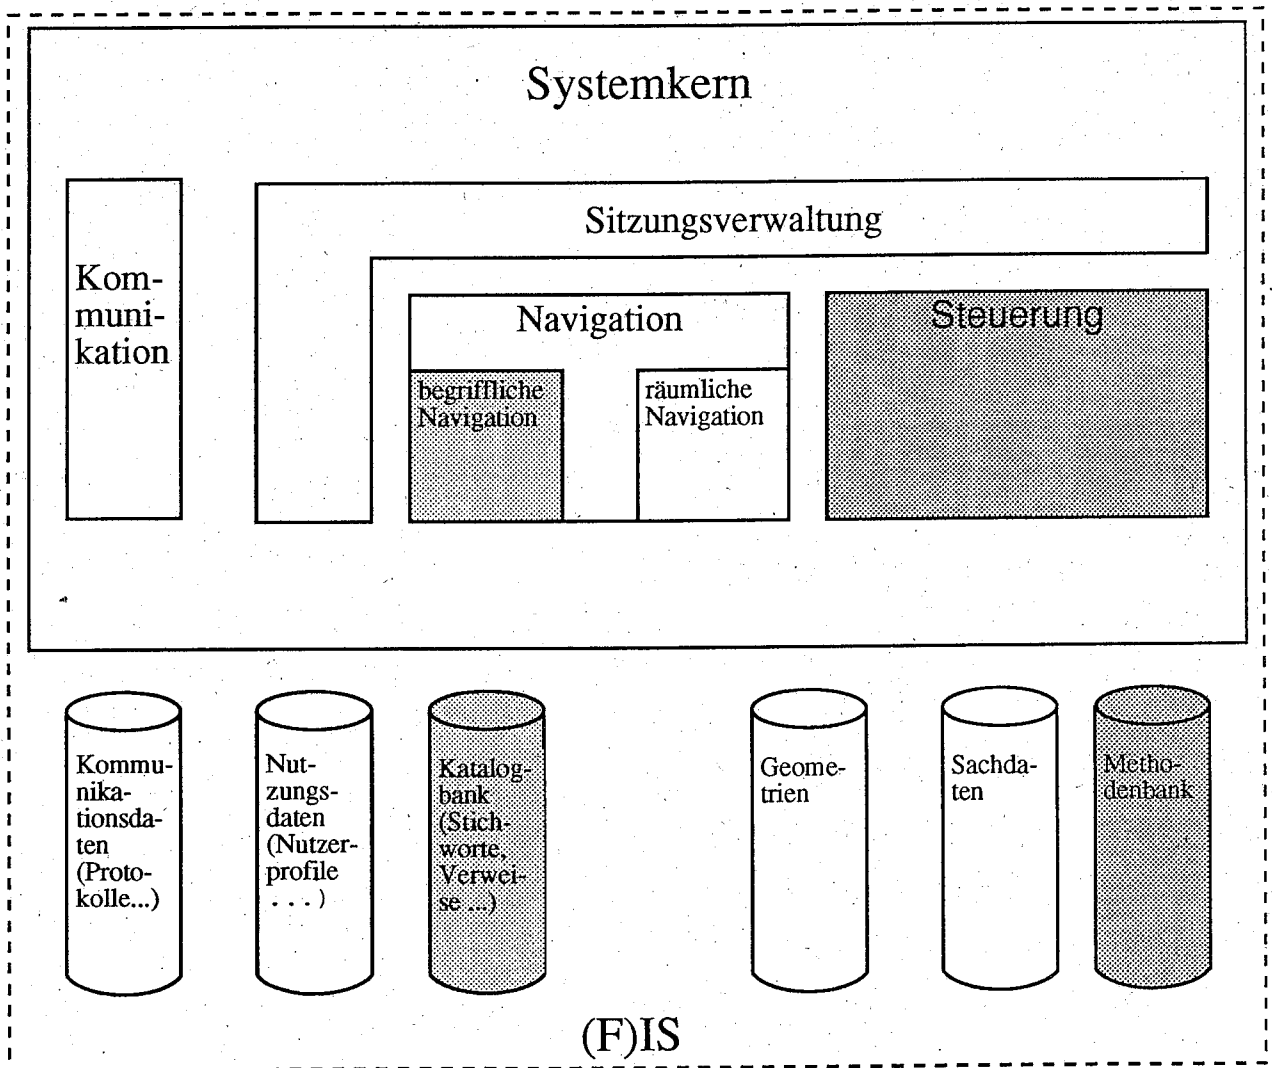 Systemkern
Sitzungsverwaltung
Kom-
muni-
kation
Navigation
Steuerung
begriffliche
Navigation
räumliche
Navigation
Kommu-
nika-
tionsda-
ten
(Proto-
kolle...)
Nut-
zungs-
daten
(Nutzer-
profile
. . . )
Katalog-
bank
(Stich-
worte,
Verwei-
se ...)
Geome-
trien
Sachda-
ten
Metho-
denbank
(F)IS